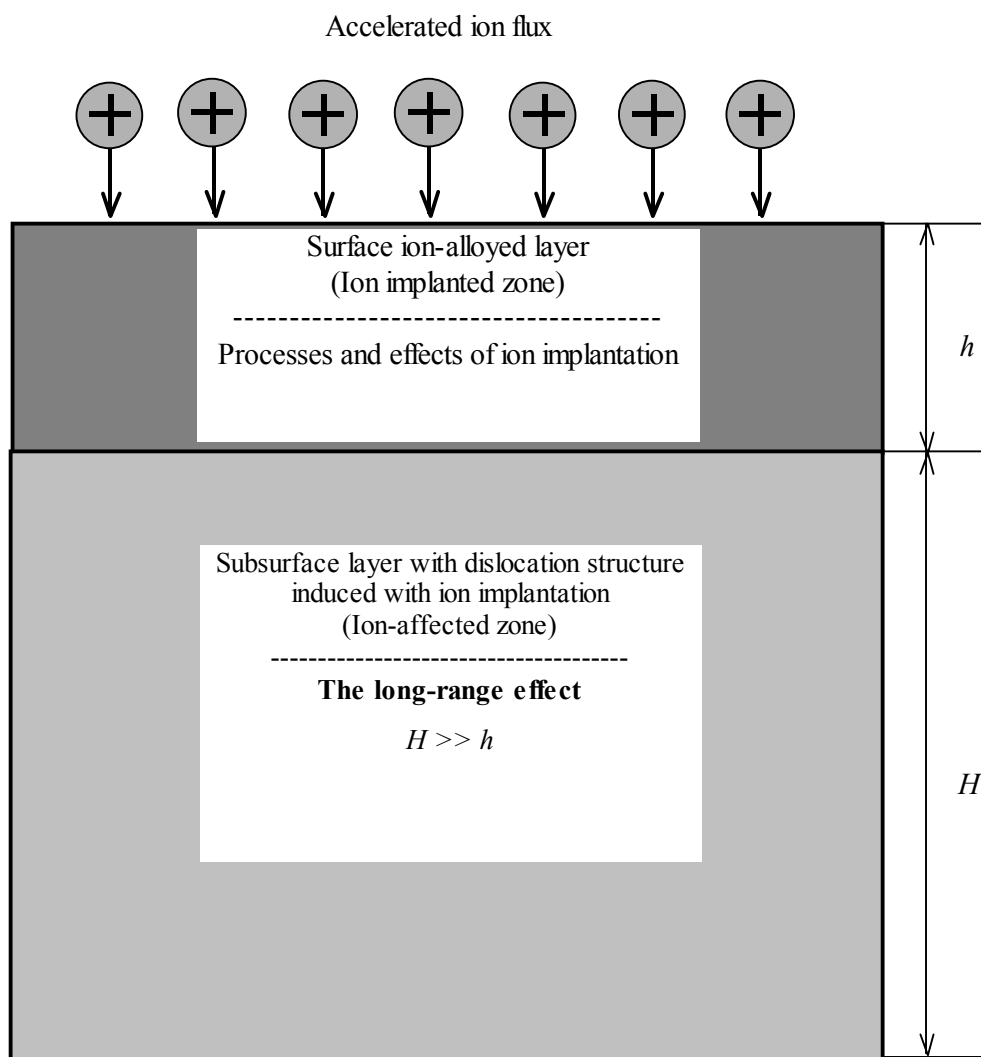 Accelerated ion flux
+ + + + + + +
Surface ion-alloyed layer
(Ion implanted zone)
--------------------------------------
Processes and effects of ion implantation
h
Subsurface layer with dislocation structure
induced with ion implantation
(Ion-affected zone)
--------------------------------------
The long-range effect
H >> h
H